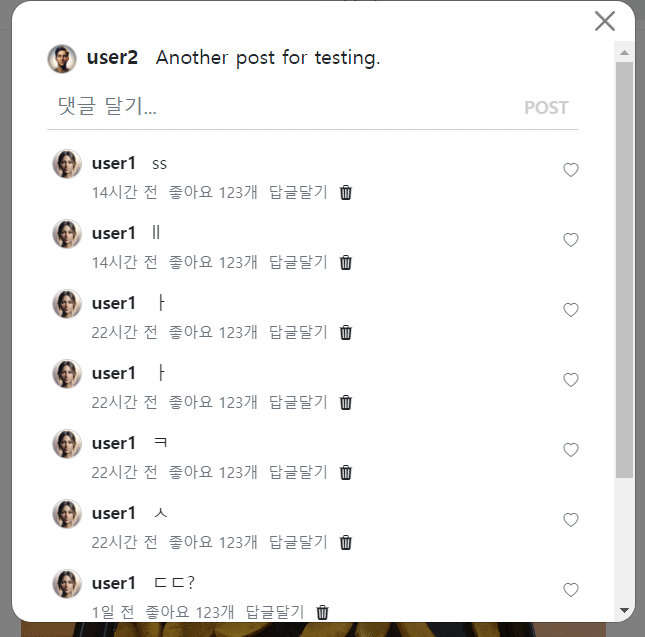 user2 Another post for testing.
댓글 달기...
POST
user1 ss
14시간 전 좋아요 123개 답글달기
user1 ll
14시간 전 좋아요 123개 답글달기
user1 ㅏ
22시간 전 좋아요 123개 답글달기
user1 ㅏ
22시간 전 좋아요 123개 답글달기
user1 ㅋ
22시간 전 좋아요 123개 답글달기
user1 ㅅ
22시간 전 좋아요 123개 답글달기
user1 ㄷㄷ?
1일 전 좋아요 123개 답글달기